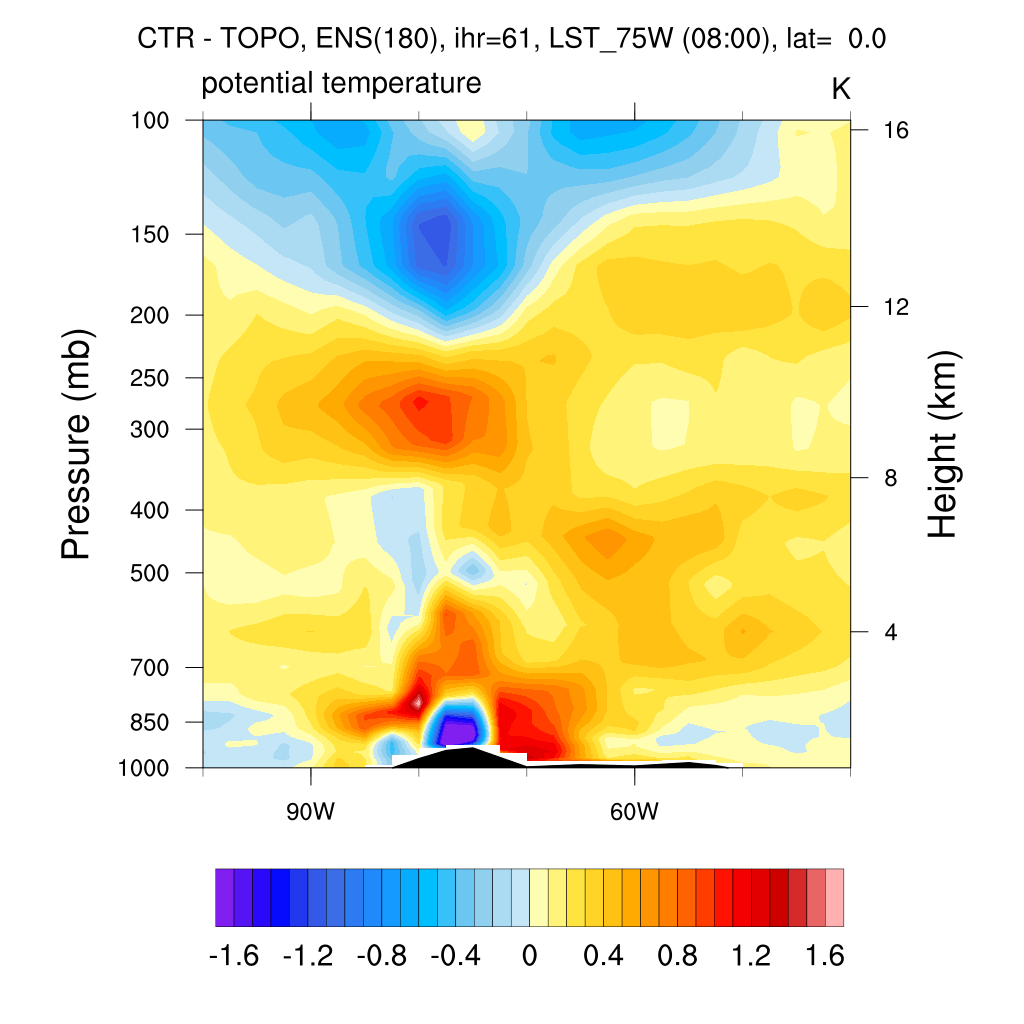 CTR - TOPO, ENS(180), ihr=61, LST_75W (08:00), lat=  0.0
potential temperature K
100
150
200
250
300
400
500
700
850
1000
Pressure (mb)
16
12
8
4
Height (km)
90W 60W
-1.6 -1.2 -0.8 -0.4 0 0.4 0.8 1.2 1.6